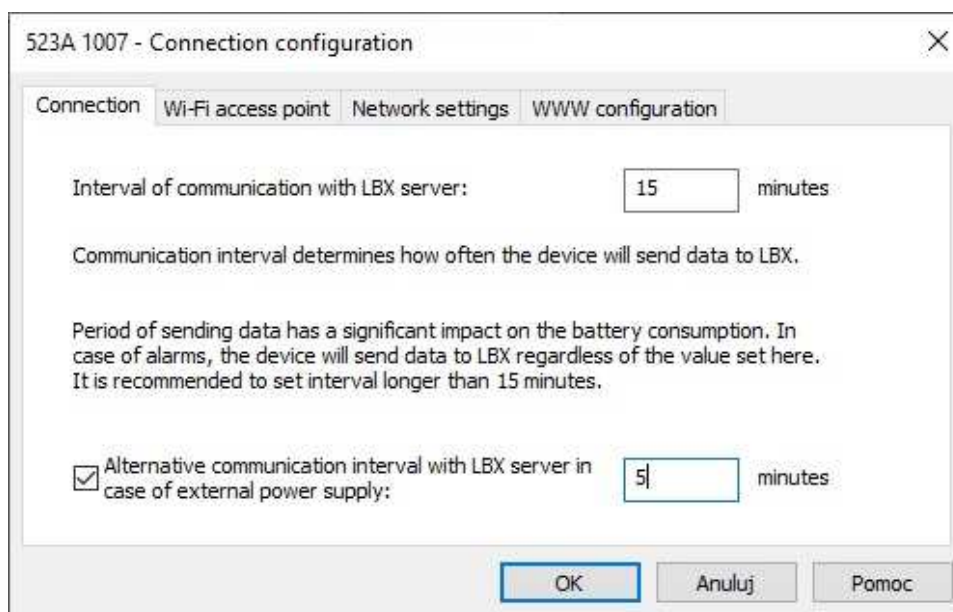 523A 1007 - Connection configuration
Connection Wi-Fi access point Network settings WWW configuration
Interval of communication with LBX server: 15 minutes
Communication interval determines how often the device will send data to LBX.
Period of sending data has a significant impact on the battery consumption. In
case of alarms, the device will send data to LBX regardless of the value set here.
It is recommended to set interval longer than 15 minutes.
Alternative communication interval with LBX server in
case of external power supply: 5 minutes
OK Anuluj Pomoc